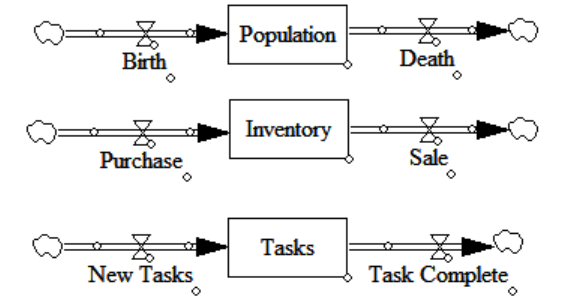 Population
Birth
Death
Inventory
Purchase
Sale
Tasks
New Tasks
Task Complete